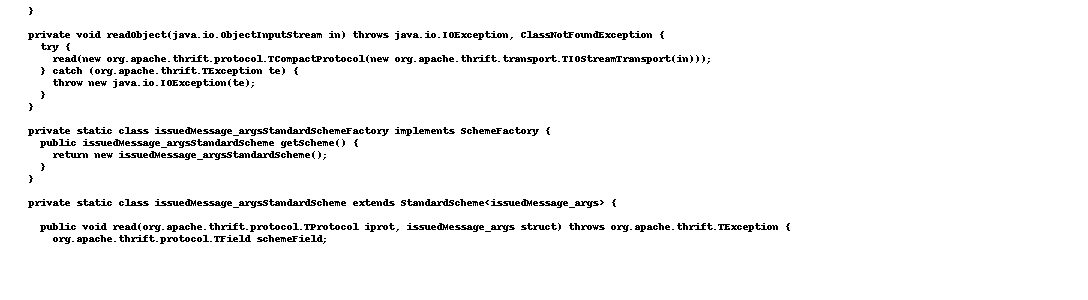 }
private void readObject(java.io.ObjectInputStream in) throws java.io.IOException, ClassNotFoundException {
try {
read(new org.apache.thrift.protocol.TCompactProtocol(new org.apache.thrift.transport.TIOStreamTransport(in)));
} catch (org.apache.thrift.TException te) {
throw new java.io.IOException(te);
}
}
private static class issuedMessage_argsStandardSchemeFactory implements SchemeFactory {
public issuedMessage_argsStandardScheme getScheme() {
return new issuedMessage_argsStandardScheme();
}
}
private static class issuedMessage_argsStandardScheme extends StandardScheme<issuedMessage_args> {
public void read(org.apache.thrift.protocol.TProtocol iprot, issuedMessage_args struct) throws org.apache.thrift.TException {
org.apache.thrift.protocol.TField schemeField;